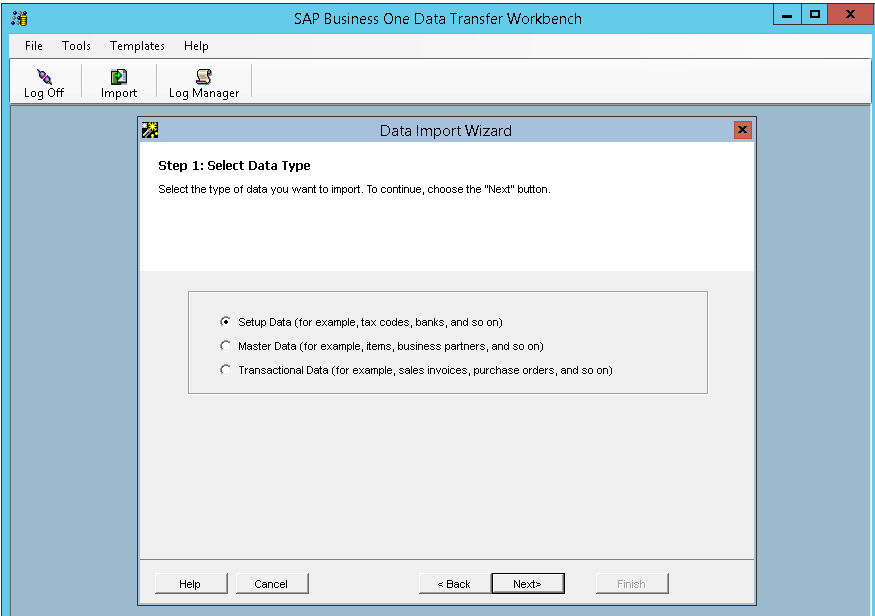 SAP Business One Data Transfer Workbench
File Tools Templates Help
Log Off Import Log Manager
Data Import Wizard
Step 1: Select Data Type
Select the type of data you want to import. To continue, choose the "Next" button.
Setup Data (for example, tax codes, banks, and so on)
Master Data (for example, items, business partners, and so on)
Transactional Data (for example, sales invoices, purchase orders, and so on)
Help Cancel < Back Next> Finish